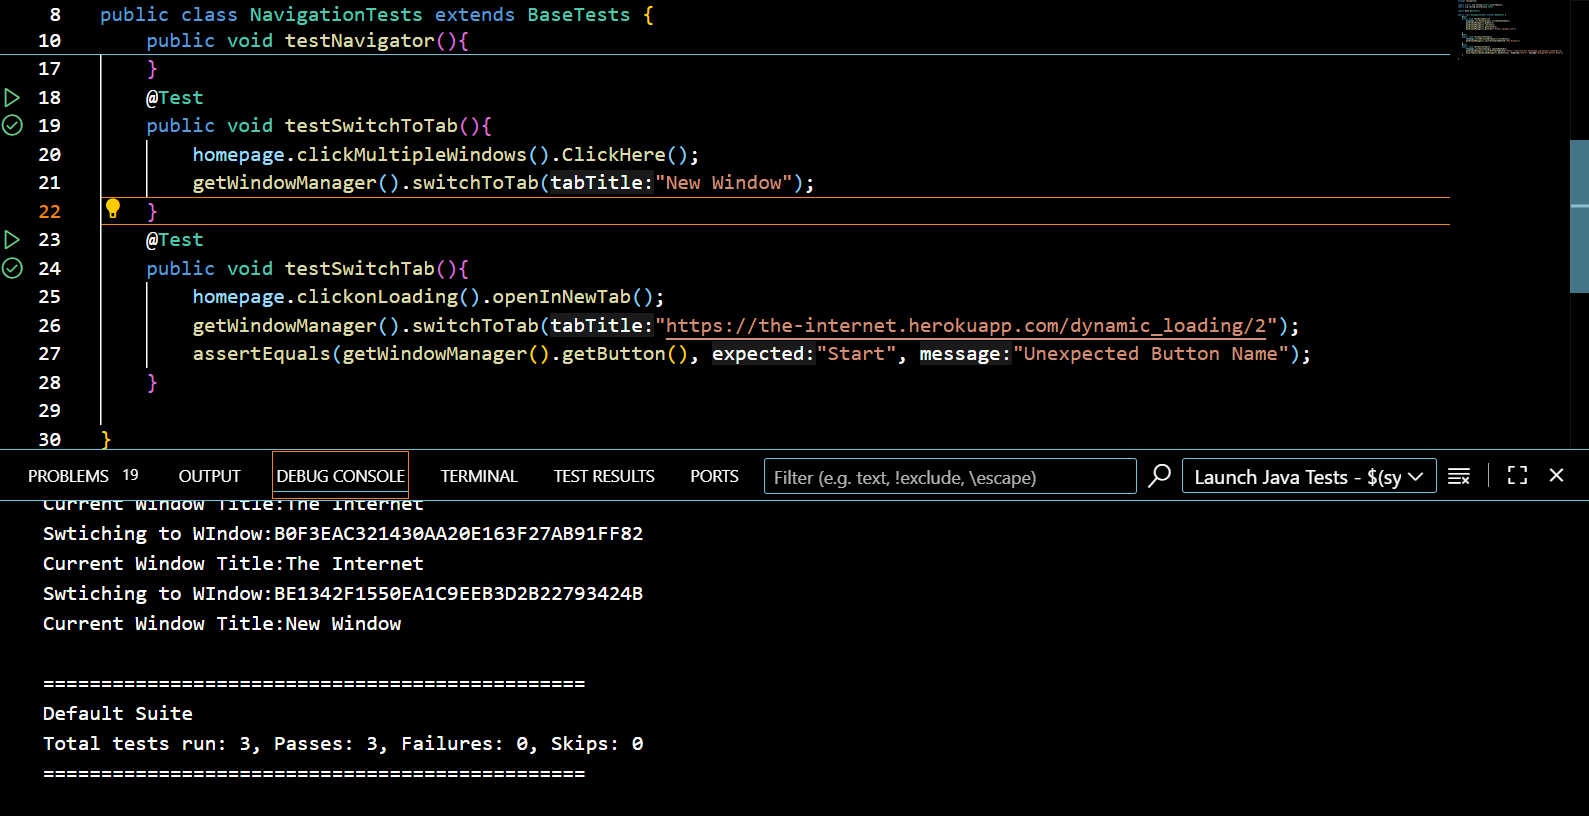 8 public class NavigationTests extends BaseTests {
10 public void testNavigator(){
17 }
18 @Test
19 public void testSwitchToTab(){
20 homepage.clickMultipleWindows().ClickHere();
21 getWindowManager().switchToTab(tabTitle:"New Window");
22 }
23 @Test
24 public void testSwitchTab(){
25 homepage.clickonLoading().openInNewTab();
26 getWindowManager().switchToTab(tabTitle:"https://the-internet.herokuapp.com/dynamic_loading/2");
27 assertEquals(getWindowManager().getButton(), expected:"Start", message:"Unexpected Button Name");
28 }
29
30 }
PROBLEMS 19 OUTPUT DEBUG CONSOLE TERMINAL TEST RESULTS PORTS Filter (e.g. text, !exclude, \escape) Launch Java Tests - $(sy
Current Window Title:The Internet
Swtiching to WIndow:B0F3EAC321430AA20E163F27AB91FF82
Current Window Title:The Internet
Swtiching to WIndow:BE1342F1550EA1C9EEB3D2B22793424B
Current Window Title:New Window
===============================================
Default Suite
Total tests run: 3, Passes: 3, Failures: 0, Skips: 0
===============================================